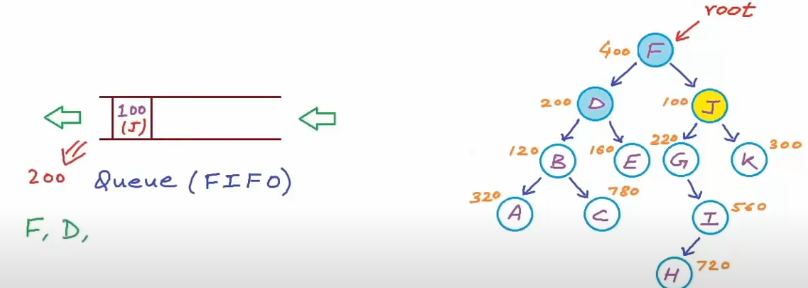 root
400 F
200 D
100 J
120 B
160 E
220 G
K 300
320 A
C 780
I 560
H 720
100
(J)
200
Queue (FIFO)
F, D,